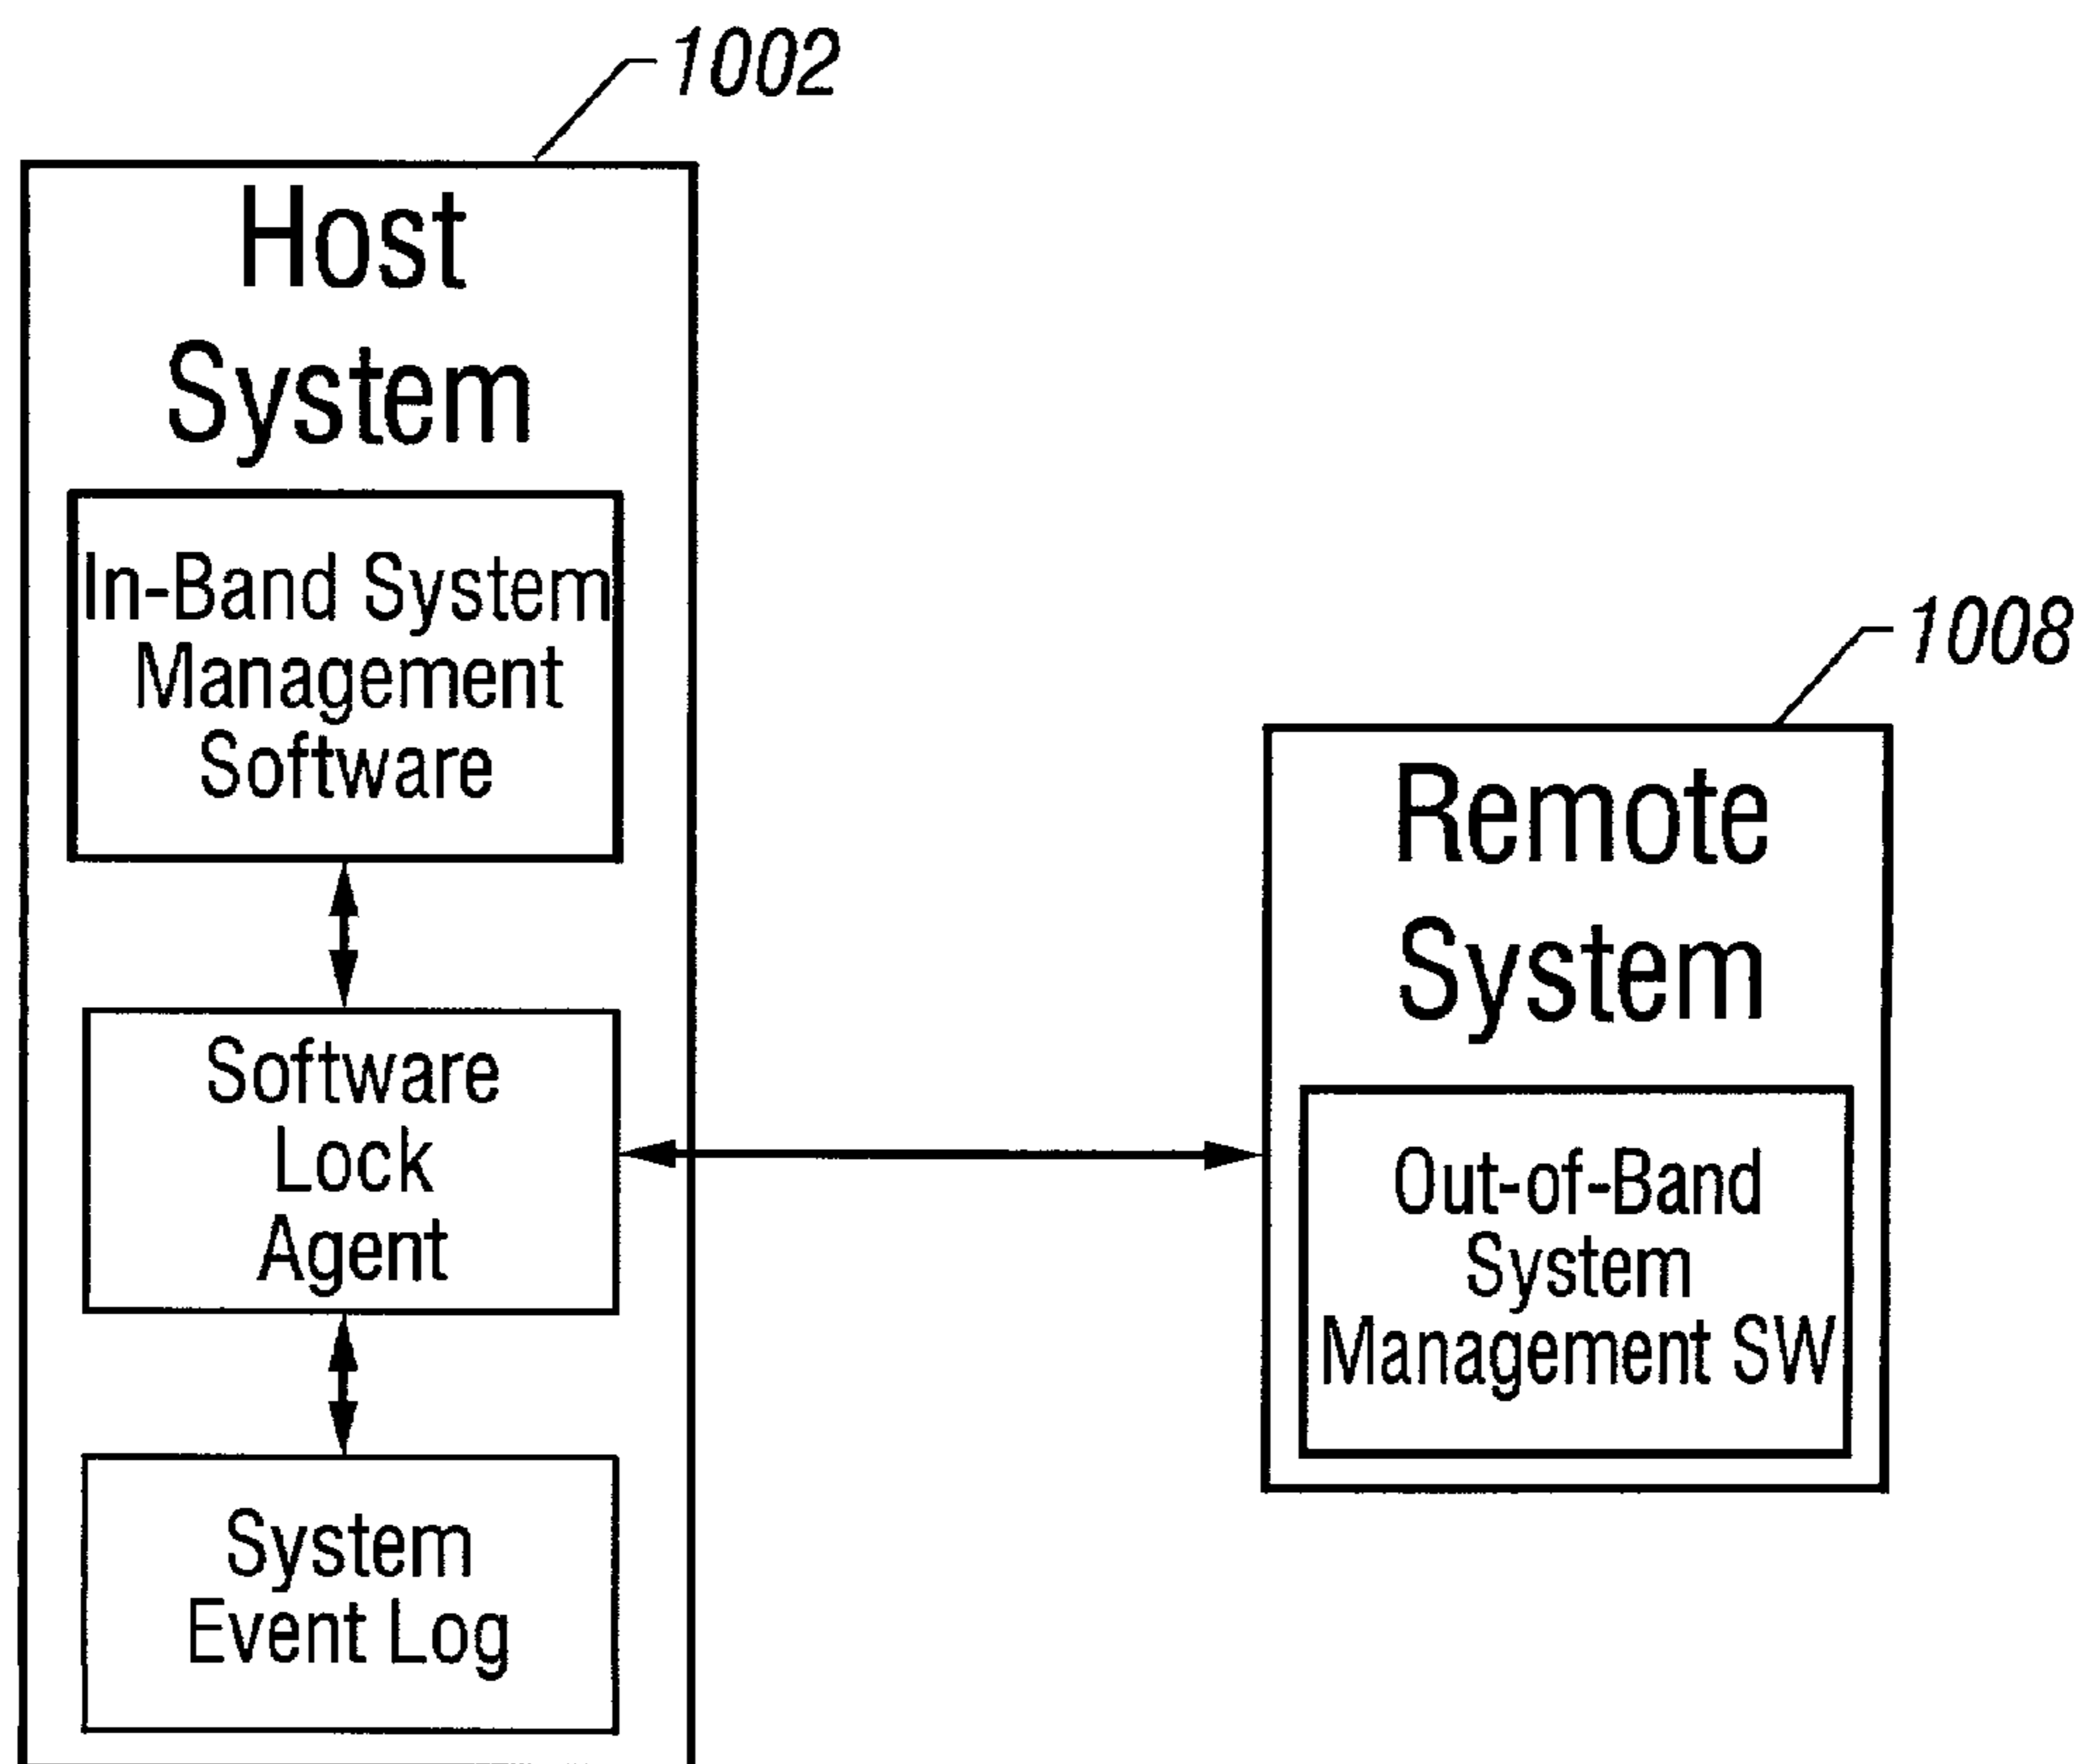 1002
Host
System
In-Band System
Management
Software
Software
Lock
Agent
System
Event Log
1008
Remote
System
Out-of-Band
System
Management SW